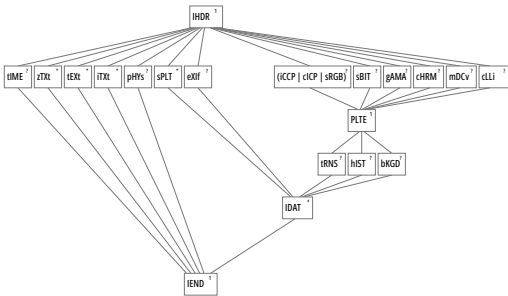 IHDR 1
tIME ? zTXt * tEXt * iTXt * pHYs ? sPLT * eXIf ? (iCCP | cICP | sRGB) ? sBIT ? gAMA ? cHRM ? mDCv ? cLLi ?
PLTE 1
tRNS ? hIST ? bKGD ?
IDAT +
IEND 1